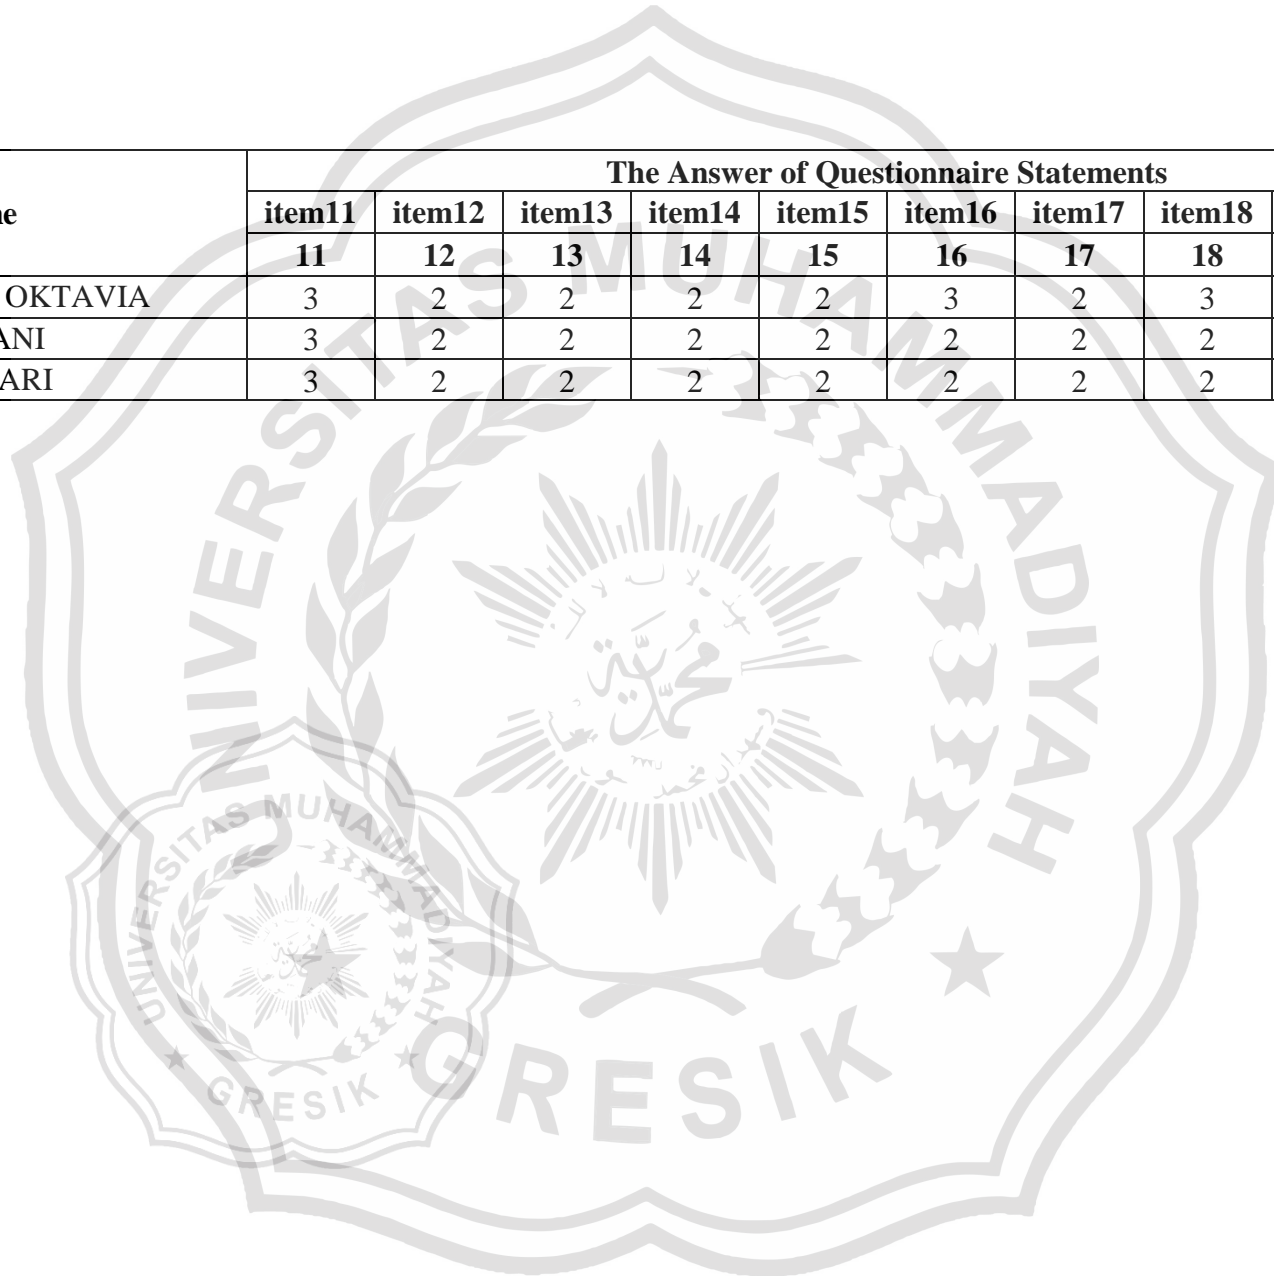 The Answer of Questionnaire Statements
ne item11 item12 item13 item14 item15 item16 item17 item18
11 12 13 14 15 16 17 18
OKTAVIA 3 2 2 2 2 3 2 3
ANI 3 2 2 2 2 2 2 2
ARI 3 2 2 2 2 2 2 2
UNIVERSITAS MUHAMMADIYAH
GRESIK
UNIVERSITAS MUHAMMADIYAH
GRESIK